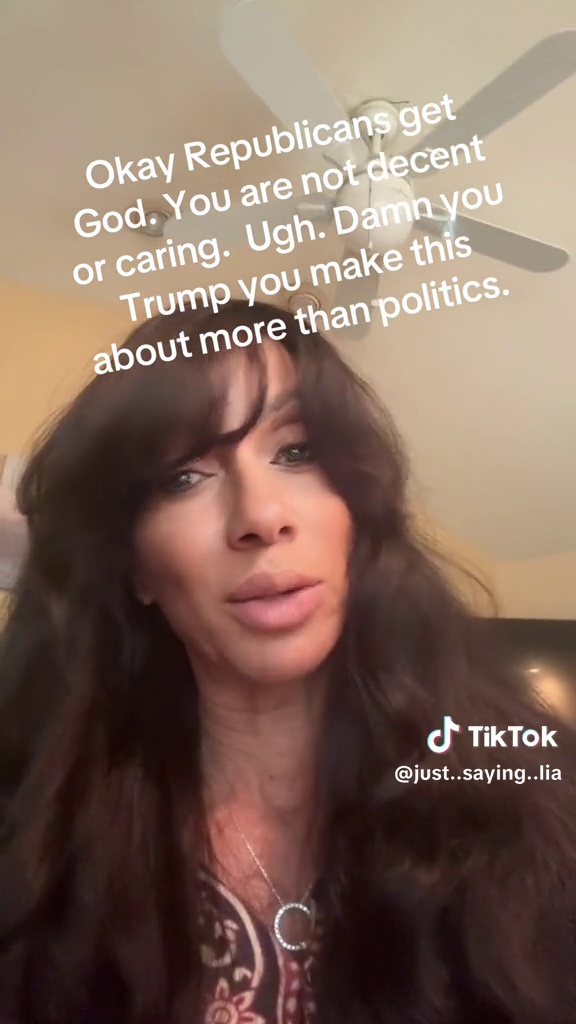 Okay Republicans get
God. You are not decent
or caring.  Ugh. Damn you
Trump you make this
about more than politics.
TikTok
@just..saying..lia